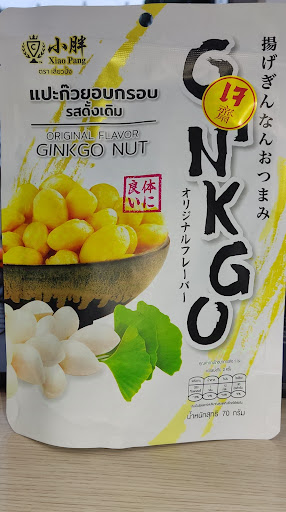 小胖
Xiao Pang
ตราเสี่ยวปั้ง
แปะก๊วยอบกรอบ
รสดั้งเดิม
ORIGINAL FLAVOR
GINKGO NUT
体に
良い
GINKGO
เจ
齋
揚げぎんなんおつまみ
オリジナルフレーバー
น้ำหนักสุทธิ 70 กรัม